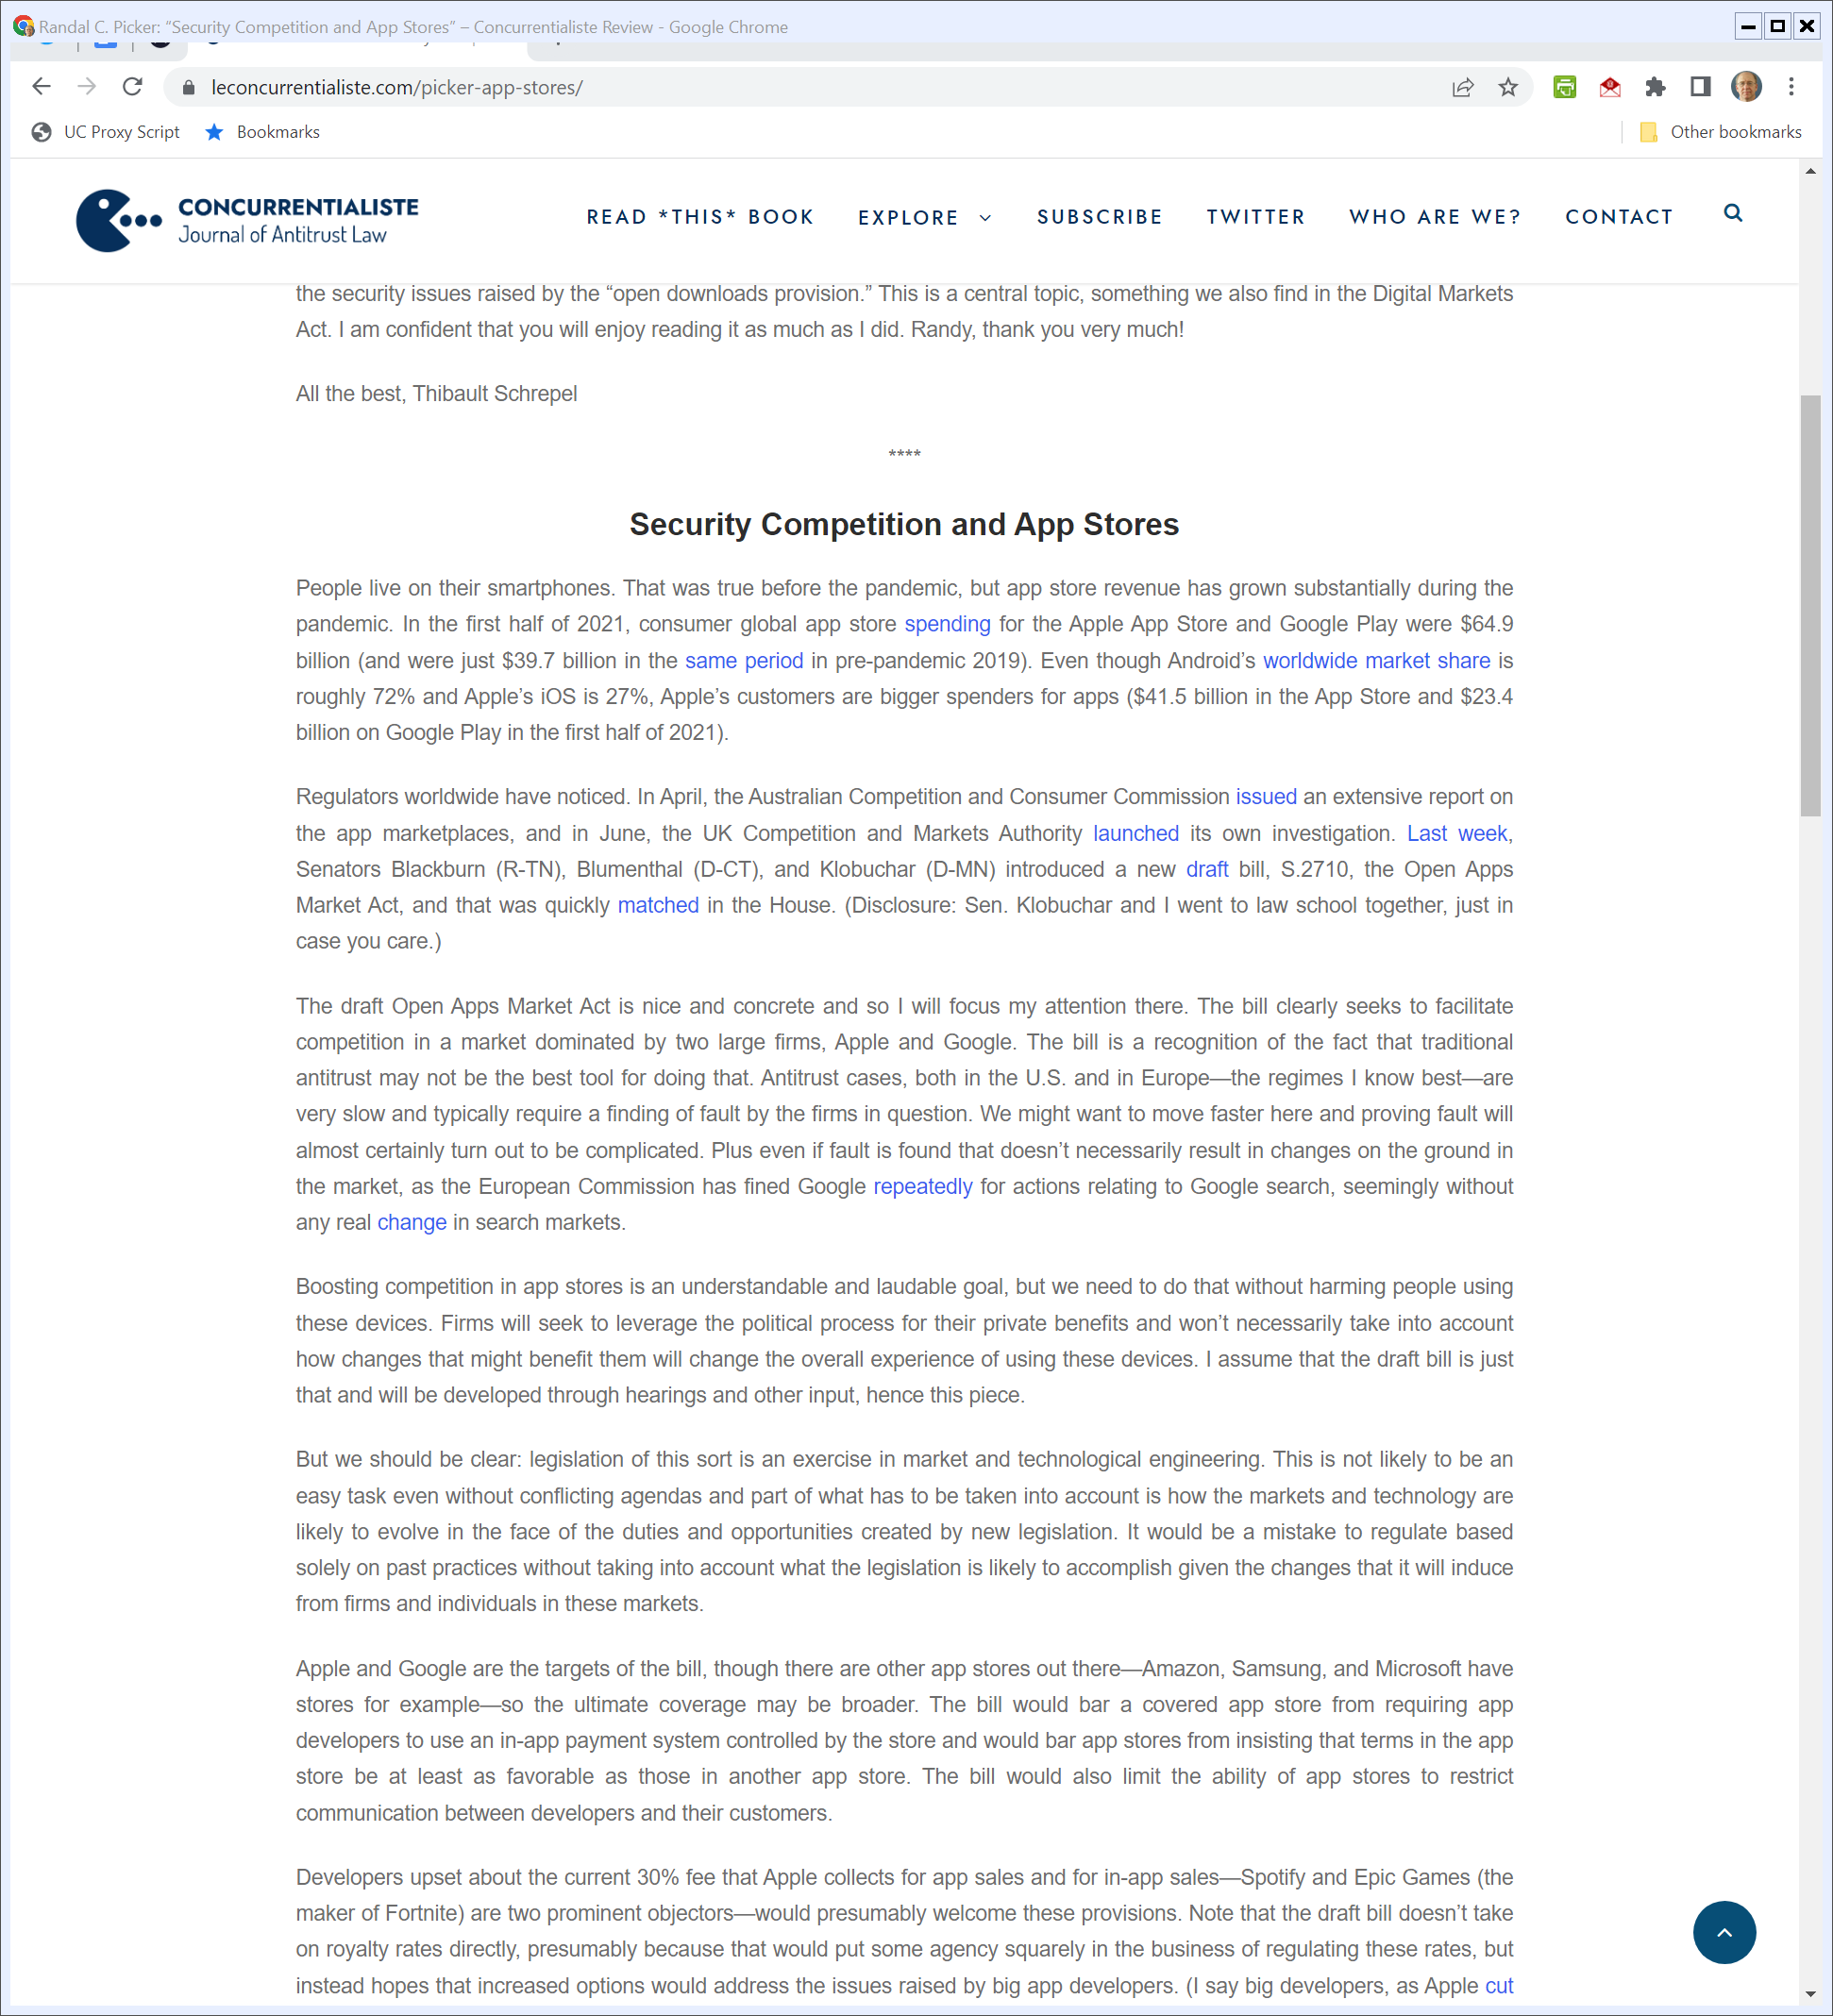 Randal C. Picker: “Security Competition and App Stores” – Concurrentialiste Review - Google Chrome
leconcurrentialiste.com/picker-app-stores/
UC Proxy Script
Bookmarks
Other bookmarks
CONCURRENTIALISTE
Journal of Antitrust Law
READ *THIS* BOOK
EXPLORE
SUBSCRIBE
TWITTER
WHO ARE WE?
CONTACT
the security issues raised by the “open downloads provision.” This is a central topic, something we also find in the Digital Markets
Act. I am confident that you will enjoy reading it as much as I did. Randy, thank you very much!
All the best, Thibault Schrepel
****
Security Competition and App Stores
People live on their smartphones. That was true before the pandemic, but app store revenue has grown substantially during the
pandemic. In the first half of 2021, consumer global app store spending for the Apple App Store and Google Play were $64.9
billion (and were just $39.7 billion in the same period in pre-pandemic 2019). Even though Android’s worldwide market share is
roughly 72% and Apple’s iOS is 27%, Apple’s customers are bigger spenders for apps ($41.5 billion in the App Store and $23.4
billion on Google Play in the first half of 2021).
Regulators worldwide have noticed. In April, the Australian Competition and Consumer Commission issued an extensive report on
the app marketplaces, and in June, the UK Competition and Markets Authority launched its own investigation. Last week,
Senators Blackburn (R-TN), Blumenthal (D-CT), and Klobuchar (D-MN) introduced a new draft bill, S.2710, the Open Apps
Market Act, and that was quickly matched in the House. (Disclosure: Sen. Klobuchar and I went to law school together, just in
case you care.)
The draft Open Apps Market Act is nice and concrete and so I will focus my attention there. The bill clearly seeks to facilitate
competition in a market dominated by two large firms, Apple and Google. The bill is a recognition of the fact that traditional
antitrust may not be the best tool for doing that. Antitrust cases, both in the U.S. and in Europe—the regimes I know best—are
very slow and typically require a finding of fault by the firms in question. We might want to move faster here and proving fault will
almost certainly turn out to be complicated. Plus even if fault is found that doesn’t necessarily result in changes on the ground in
the market, as the European Commission has fined Google repeatedly for actions relating to Google search, seemingly without
any real change in search markets.
Boosting competition in app stores is an understandable and laudable goal, but we need to do that without harming people using
these devices. Firms will seek to leverage the political process for their private benefits and won’t necessarily take into account
how changes that might benefit them will change the overall experience of using these devices. I assume that the draft bill is just
that and will be developed through hearings and other input, hence this piece.
But we should be clear: legislation of this sort is an exercise in market and technological engineering. This is not likely to be an
easy task even without conflicting agendas and part of what has to be taken into account is how the markets and technology are
likely to evolve in the face of the duties and opportunities created by new legislation. It would be a mistake to regulate based
solely on past practices without taking into account what the legislation is likely to accomplish given the changes that it will induce
from firms and individuals in these markets.
Apple and Google are the targets of the bill, though there are other app stores out there—Amazon, Samsung, and Microsoft have
stores for example—so the ultimate coverage may be broader. The bill would bar a covered app store from requiring app
developers to use an in-app payment system controlled by the store and would bar app stores from insisting that terms in the app
store be at least as favorable as those in another app store. The bill would also limit the ability of app stores to restrict
communication between developers and their customers.
Developers upset about the current 30% fee that Apple collects for app sales and for in-app sales—Spotify and Epic Games (the
maker of Fortnite) are two prominent objectors—would presumably welcome these provisions. Note that the draft bill doesn’t take
on royalty rates directly, presumably because that would put some agency squarely in the business of regulating these rates, but
instead hopes that increased options would address the issues raised by big app developers. (I say big developers, as Apple cut